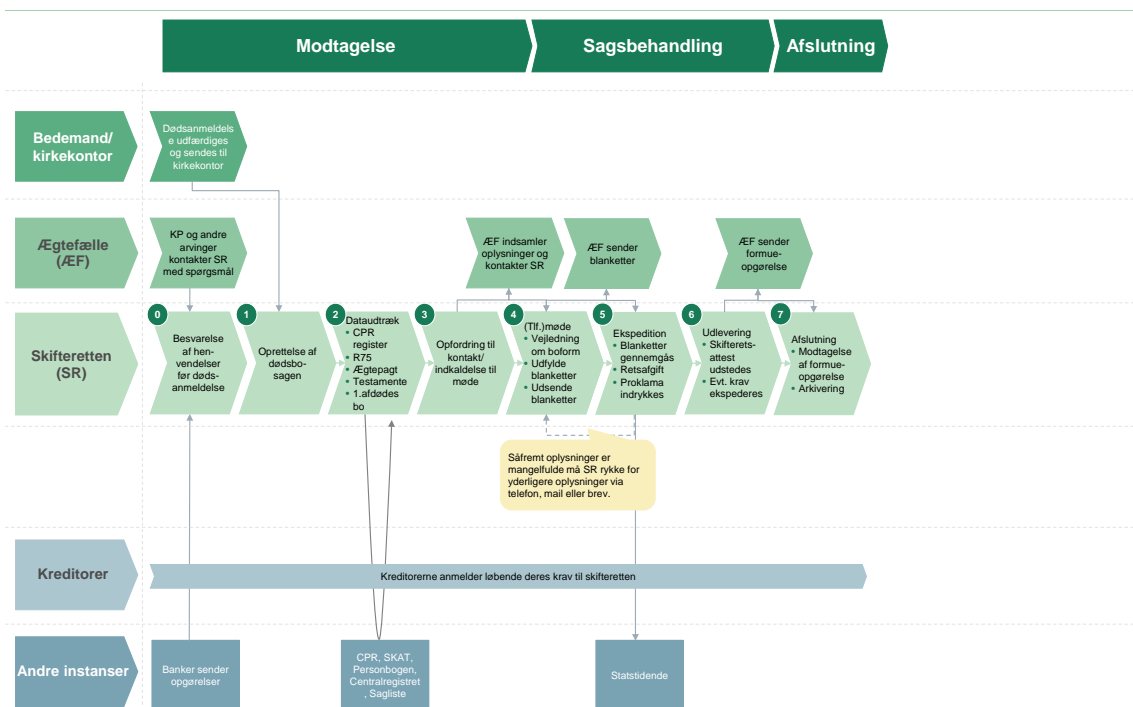 Modtagelse
Sagsbehandling
Afslutning
Bedemand/
kirkekontor
Dødsanmeldels
e udfærdiges
og sendes til
kirkekontor
Ægtefælle
(ÆF)
KP og andre
arvinger
kontakter SR
med spørgsmål
ÆF indsamler
oplysninger og
kontakter SR
ÆF sender
blanketter
ÆF sender
formue-
opgørelse
Skifteretten
(SR)
0
Besvarelse
af hen-
vendelser
før døds-
anmeldelse
1
Oprettelse af
dødsbo-
sagen
2
Dataudtræk
• CPR
register
• R75
• Ægtepagt
• Testamente
• 1.afdødes
bo
3
Opfordring til
kontakt/
indkaldelse til
møde
4
(Tlf.)møde
• Vejledning
om boform
• Udfylde
blanketter
• Udsende
blanketter
5
Ekspedition
• Blanketter
gennemgås
• Retsafgift
• Proklama
indrykkes
6
Udlevering
• Skifterets-
attest
udstedes
• Evt. krav
ekspederes
7
Afslutning
• Modtagelse
af formue-
opgørelse
• Arkivering
Såfremt oplysninger er
mangelfulde må SR rykke for
yderligere oplysninger via
telefon, mail eller brev.
Kreditorer
Kreditorerne anmelder løbende deres krav til skifteretten
Andre instanser
Banker sender
opgørelser
CPR, SKAT,
Personbogen,
Centralregistret
, Sagliste
Statstidende